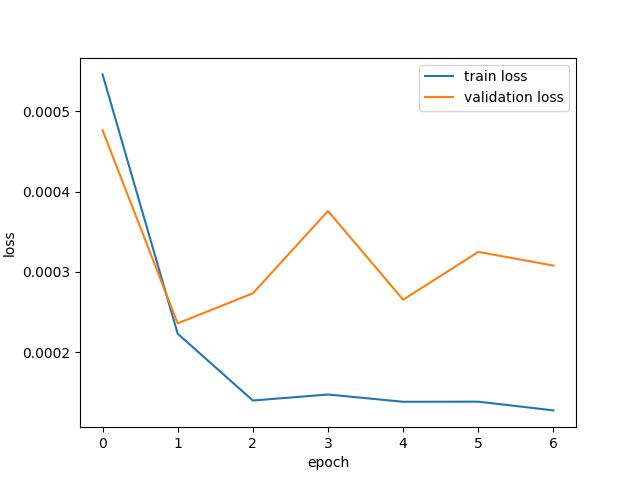 train loss
validation loss
0.0005
0.0004
0.0003
0.0002
loss
0 1 2 3 4 5 6
epoch